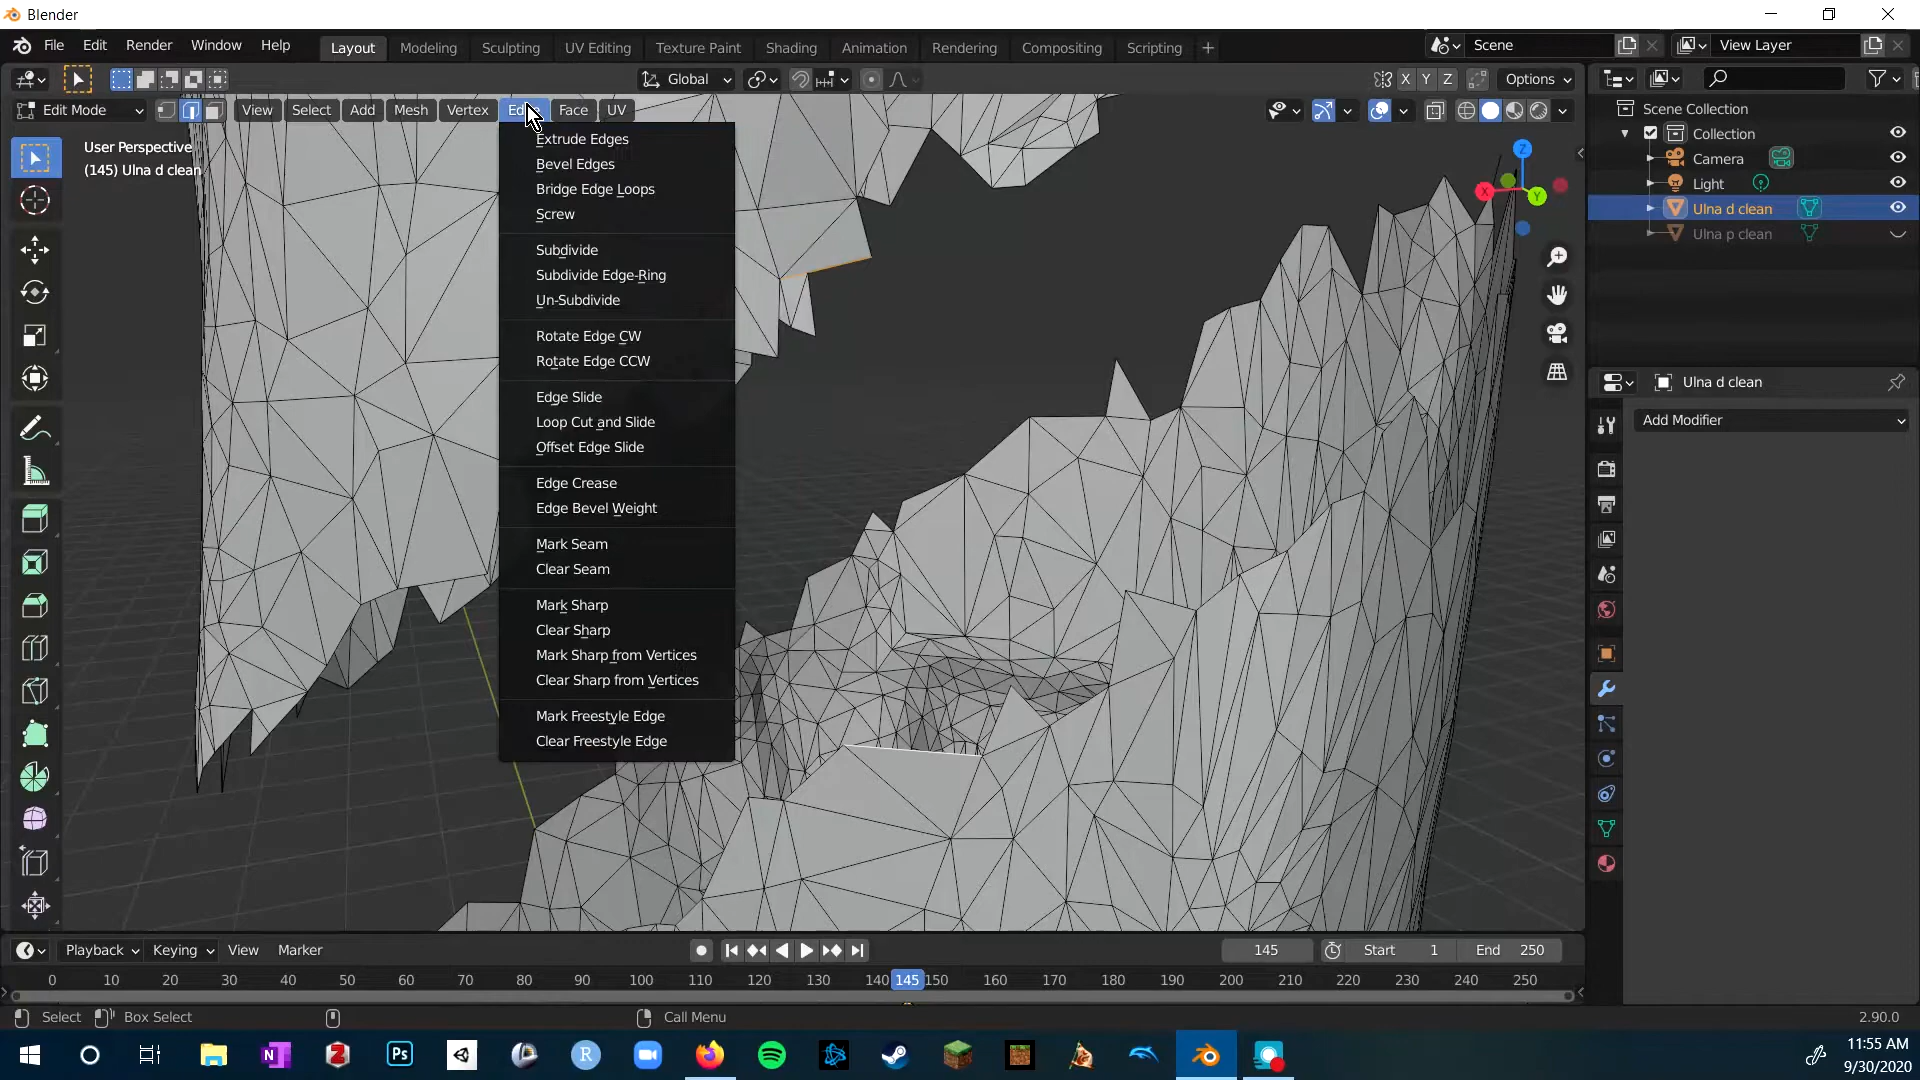 Blender
File Edit Render Window Help Layout Modeling Sculpting UV Editing Texture Paint Shading Animation Rendering Compositing Scripting + Scene View Layer
Global X Y Z Options
Edit Mode View Select Add Mesh Vertex Face UV
User Perspective
(145) Ulna d clean
Extrude Edges
Bevel Edges
Bridge Edge Loops
Screw
Subdivide
Subdivide Edge-Ring
Un-Subdivide
Rotate Edge CW
Rotate Edge CCW
Edge Slide
Loop Cut and Slide
Offset Edge Slide
Edge Crease
Edge Bevel Weight
Mark Seam
Clear Seam
Mark Sharp
Clear Sharp
Mark Sharp from Vertices
Clear Sharp from Vertices
Mark Freestyle Edge
Clear Freestyle Edge
Z
X
Y
Scene Collection
Collection
Camera
Light
Ulna d clean
Ulna p clean
Ulna d clean
Add Modifier
Playback Keying View Marker 145 Start 1 End 250
0 10 20 30 40 50 60 70 80 90 100 110 120 130 140 145 150 160 170 180 190 200 210 220 230 240 250
Select Box Select Call Menu 2.90.0
N Z Ps R
11:55 AM
9/30/2020